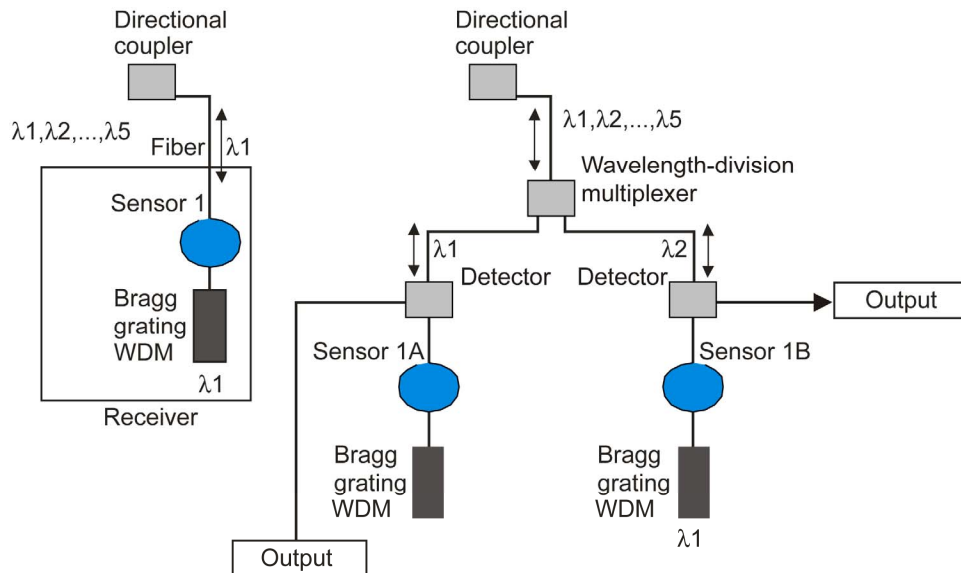 Directional
coupler
λ1,λ2,...,λ5
Fiber
λ1
Sensor 1
Bragg
grating
WDM
λ1
Receiver
Directional
coupler
λ1,λ2,...,λ5
Wavelength-division
multiplexer
λ1
λ2
Detector
Detector
Output
Sensor 1A
Sensor 1B
Bragg
grating
WDM
Bragg
grating
WDM
λ1
Output